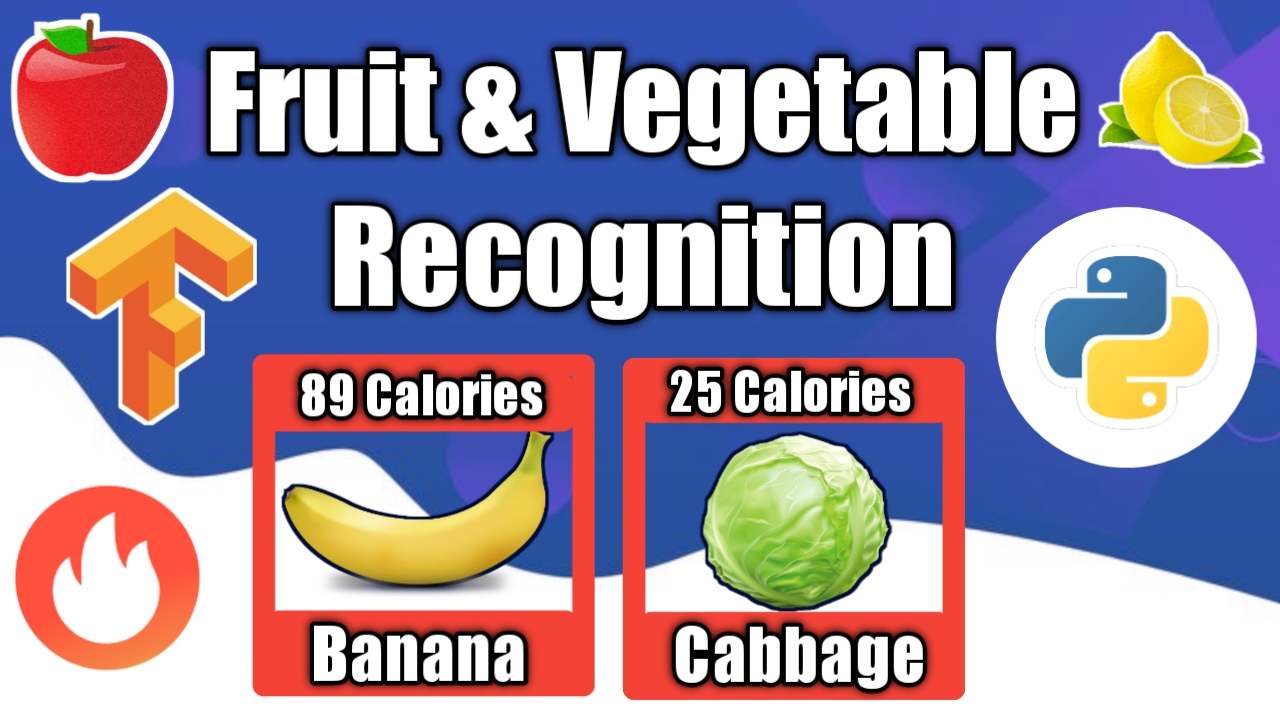 Fruit & Vegetable
Recognition
89 Calories
Banana
25 Calories
Cabbage